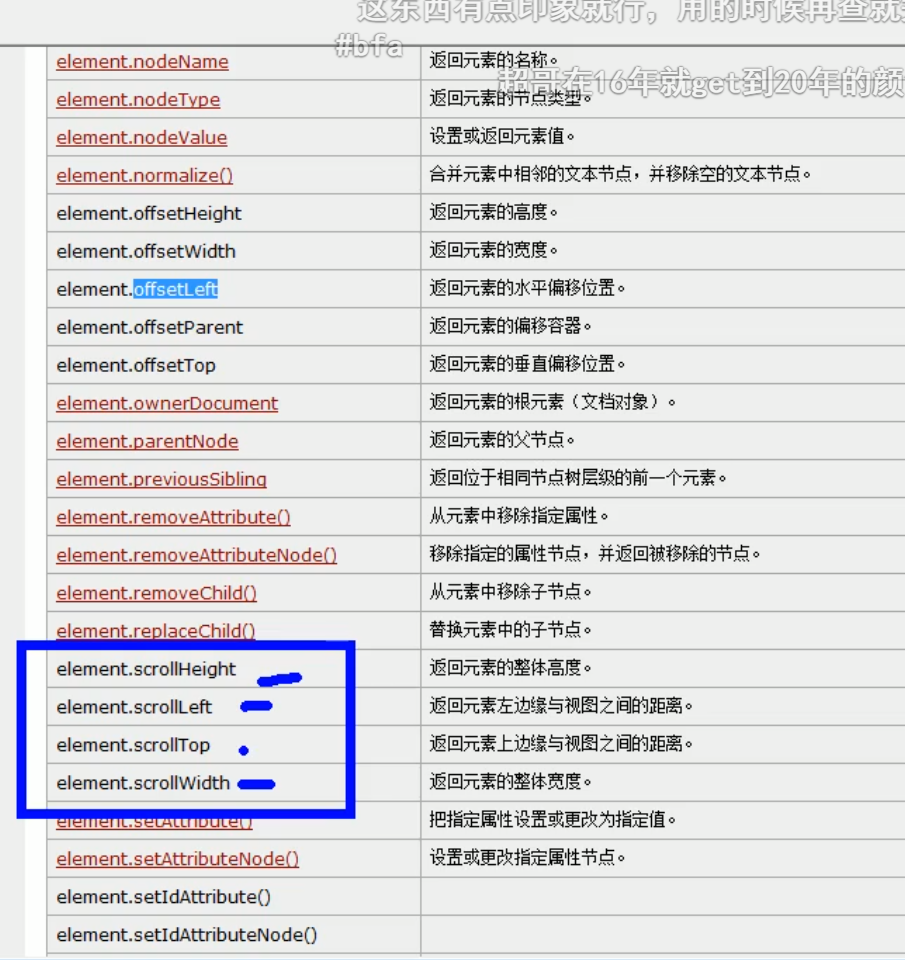 这东西有点印象就行，用的时候再查就
#bfa
element.nodeName 返回元素的名称。
超哥在16年就get到20年的颜
element.nodeType 返回元素的节点类型。
element.nodeValue 设置或返回元素值。
element.normalize() 合并元素中相邻的文本节点，并移除空的文本节点。
element.offsetHeight 返回元素的高度。
element.offsetWidth 返回元素的宽度。
element.offsetLeft 返回元素的水平偏移位置。
element.offsetParent 返回元素的偏移容器。
element.offsetTop 返回元素的垂直偏移位置。
element.ownerDocument 返回元素的根元素（文档对象）。
element.parentNode 返回元素的父节点。
element.previousSibling 返回位于相同节点树层级的前一个元素。
element.removeAttribute() 从元素中移除指定属性。
element.removeAttributeNode() 移除指定的属性节点，并返回被移除的节点。
element.removeChild() 从元素中移除子节点。
element.replaceChild() 替换元素中的子节点。
element.scrollHeight 返回元素的整体高度。
element.scrollLeft 返回元素左边缘与视图之间的距离。
element.scrollTop 返回元素上边缘与视图之间的距离。
element.scrollWidth 返回元素的整体宽度。
element.setAttribute() 把指定属性设置或更改为指定值。
element.setAttributeNode() 设置或更改指定属性节点。
element.setIdAttribute()
element.setIdAttributeNode()